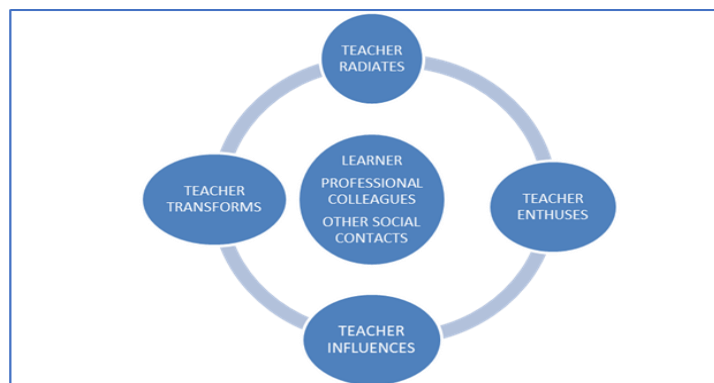 TEACHER
RADIATES
TEACHER
TRANSFORMS
LEARNER
PROFESSIONAL
COLLEAGUES
OTHER SOCIAL
CONTACTS
TEACHER
ENTHUSES
TEACHER
INFLUENCES